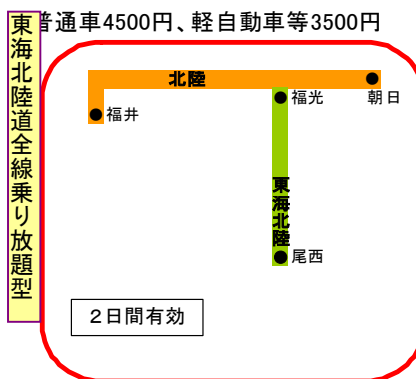 普通車4500円、軽自動車等3500円
東海北陸道全線乗り放題型
北陸
朝日
福井
福光
東海北陸
尾西
２日間有効